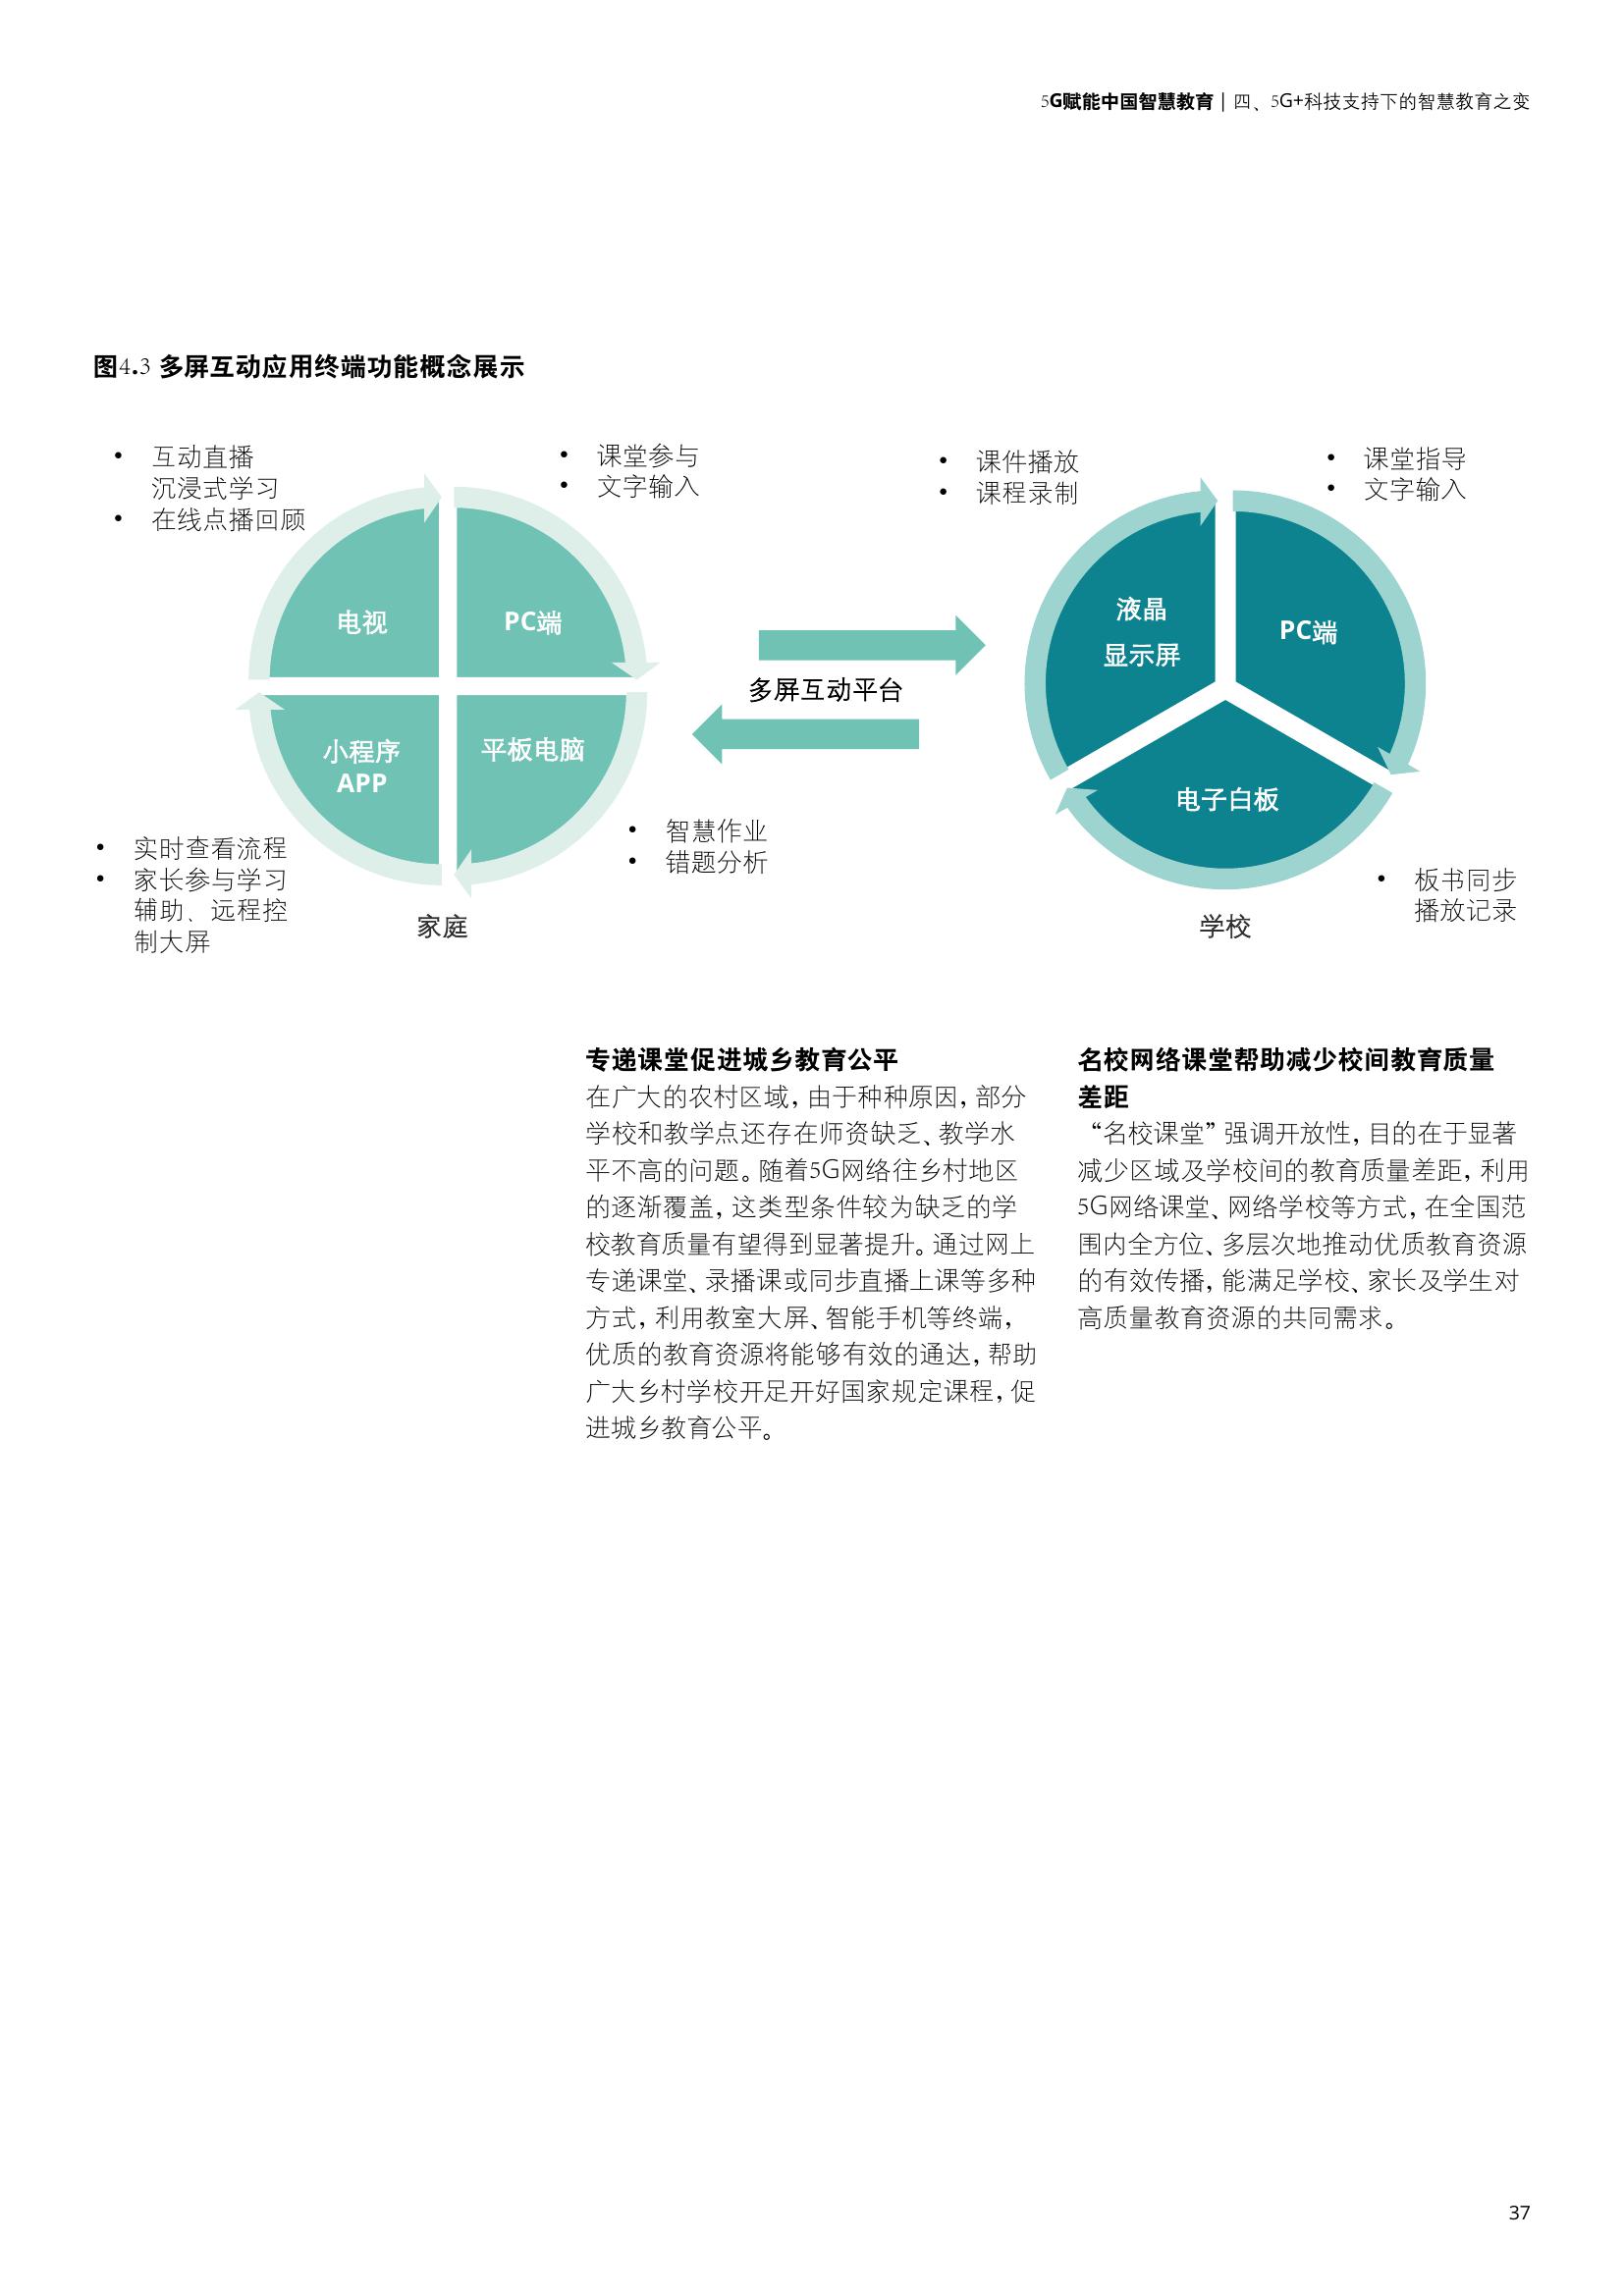 5G赋能中国智慧教育 | 四、5G+科技支持下的智慧教育之变
图4.3 多屏互动应用终端功能概念展示
• 互动直播
沉浸式学习
• 在线点播回顾
• 课堂参与
• 文字输入
电视
PC端
小程序
APP
平板电脑
• 实时查看流程
• 家长参与学习
辅助、远程控
制大屏
• 智慧作业
• 错题分析
家庭
多屏互动平台
• 课件播放
• 课程录制
• 课堂指导
• 文字输入
液晶
显示屏
PC端
电子白板
• 板书同步
播放记录
学校
专递课堂促进城乡教育公平
在广大的农村区域，由于种种原因，部分
学校和教学点还存在师资缺乏、教学水
平不高的问题。随着5G网络往乡村地区
的逐渐覆盖，这类型条件较为缺乏的学
校教育质量有望得到显著提升。通过网上
专递课堂、录播课或同步直播上课等多种
方式，利用教室大屏、智能手机等终端，
优质的教育资源将能够有效的通达，帮助
广大乡村学校开足开好国家规定课程，促
进城乡教育公平。
名校网络课堂帮助减少校间教育质量
差距
“名校课堂”强调开放性，目的在于显著
减少区域及学校间的教育质量差距，利用
5G网络课堂、网络学校等方式，在全国范
围内全方位、多层次地推动优质教育资源
的有效传播，能满足学校、家长及学生对
高质量教育资源的共同需求。
37